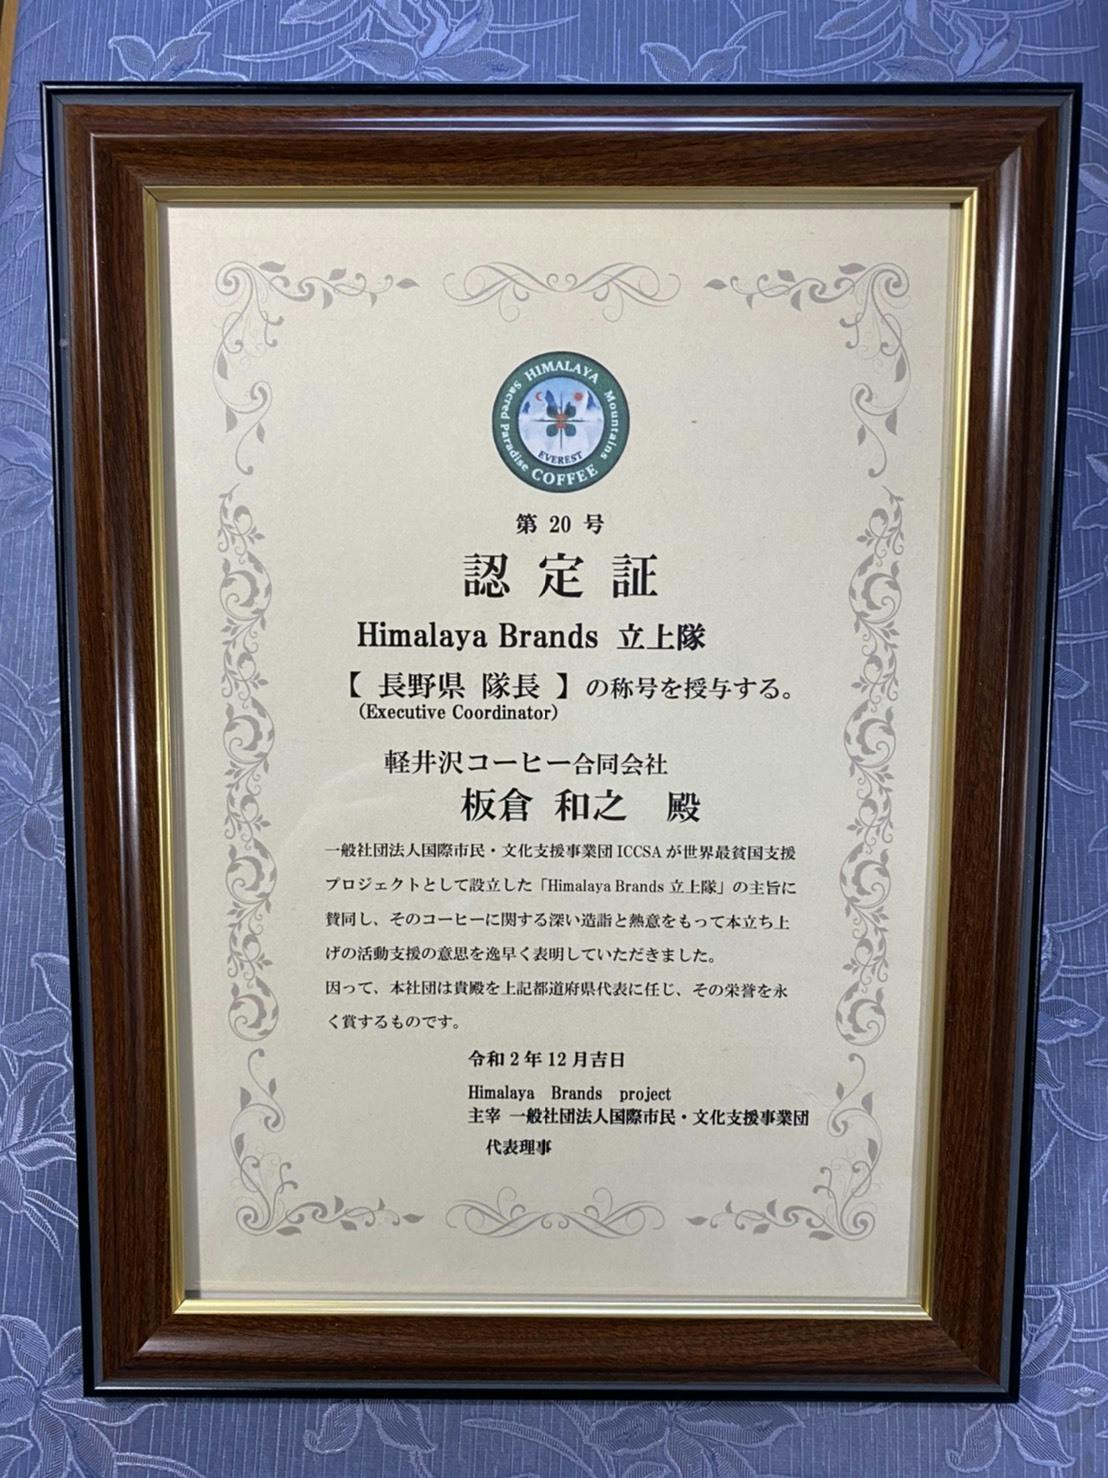 HIMALAYA
Sacred Paradise
Mountains
EVEREST
COFFEE
第 20 号
認 定 証
Himalaya Brands 立上隊
【 長野県 隊長 】 の称号を授与する。
(Executive Coordinator)
軽井沢コーヒー合同会社
板倉 和之 殿
一般社団法人国際市民・文化支援事業団 ICCSA が世界最貧国支援
プロジェクトとして設立した「Himalaya Brands 立上隊」の主旨に
賛同し、そのコーヒーに関する深い造詣と熱意をもって本立ち上
げの活動支援の意思を逸早く表明していただきました。
因って、本社団は貴殿を上記都道府県代表に任じ、その栄誉を永
く賞するものです。
令和 2 年 12 月吉日
Himalaya Brands project
主宰 一般社団法人国際市民・文化支援事業団
代表理事